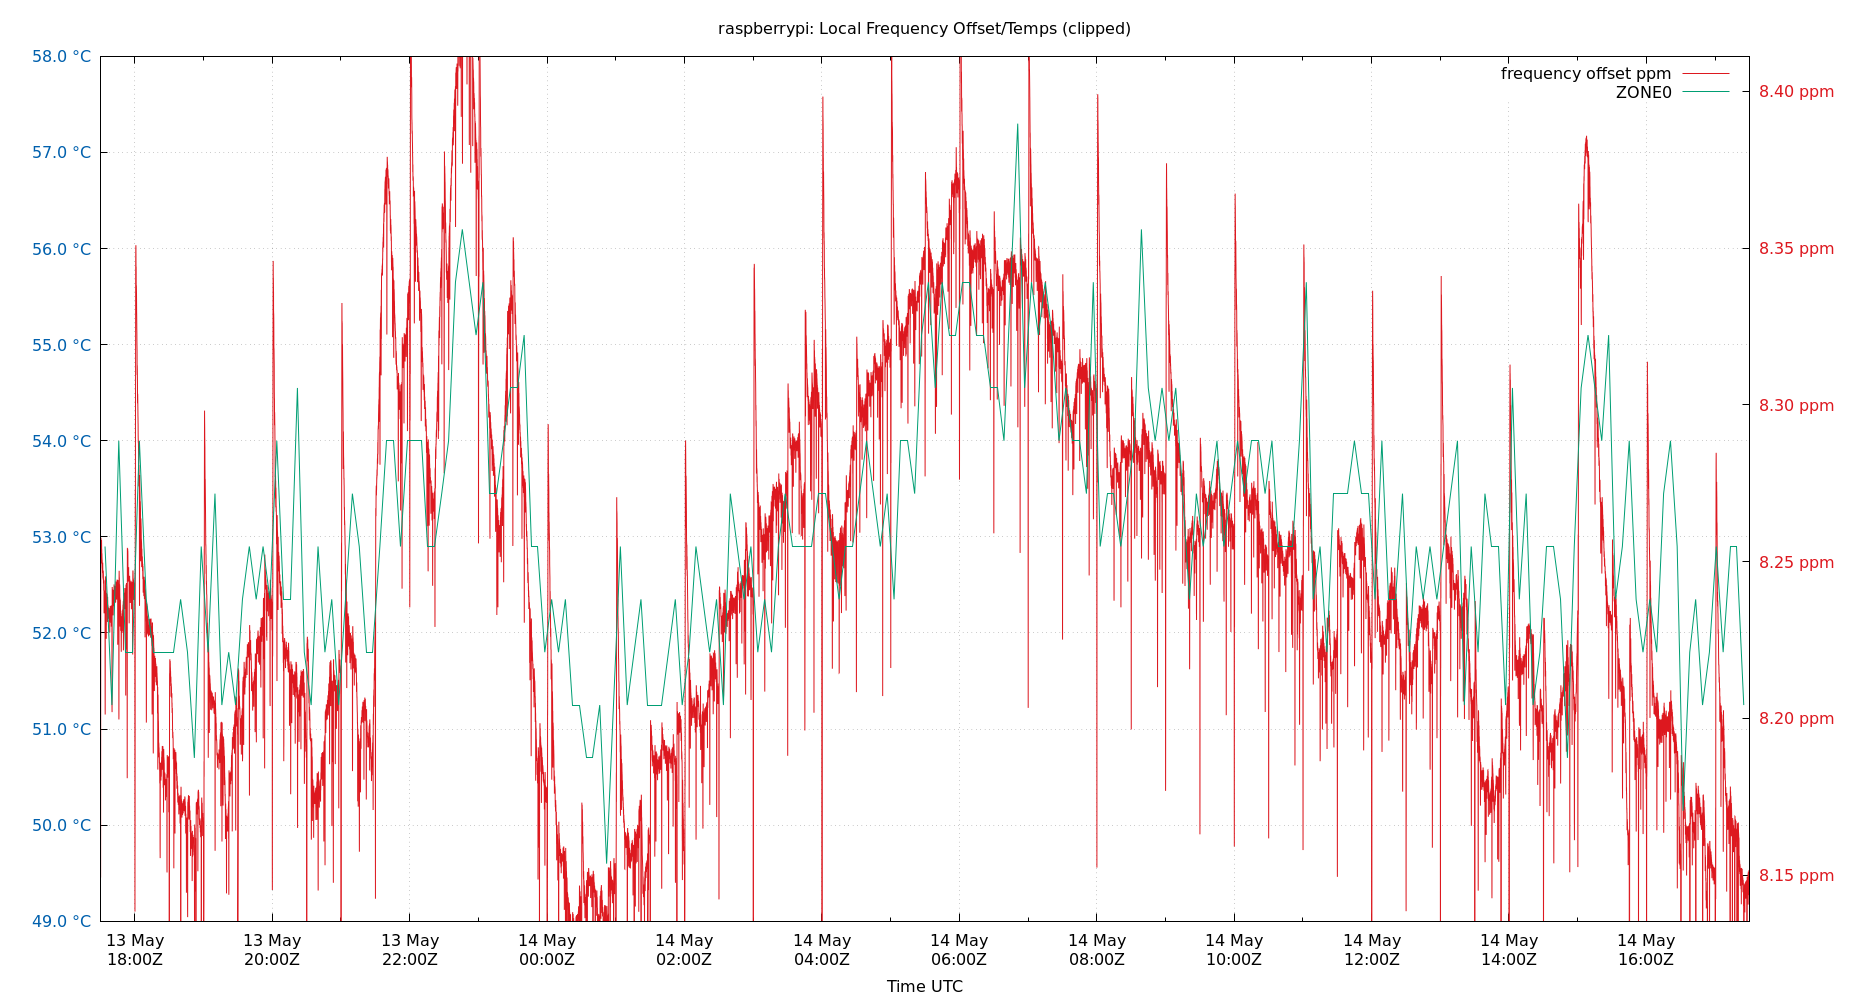 raspberrypi: Local Frequency Offset/Temps (clipped)
frequency offset ppm
ZONE0
58.0 °C
57.0 °C
56.0 °C
55.0 °C
54.0 °C
53.0 °C
52.0 °C
51.0 °C
50.0 °C
49.0 °C
8.40 ppm
8.35 ppm
8.30 ppm
8.25 ppm
8.20 ppm
8.15 ppm
13 May
18:00Z
13 May
20:00Z
13 May
22:00Z
14 May
00:00Z
14 May
02:00Z
14 May
04:00Z
14 May
06:00Z
14 May
08:00Z
14 May
10:00Z
14 May
12:00Z
14 May
14:00Z
14 May
16:00Z
Time UTC